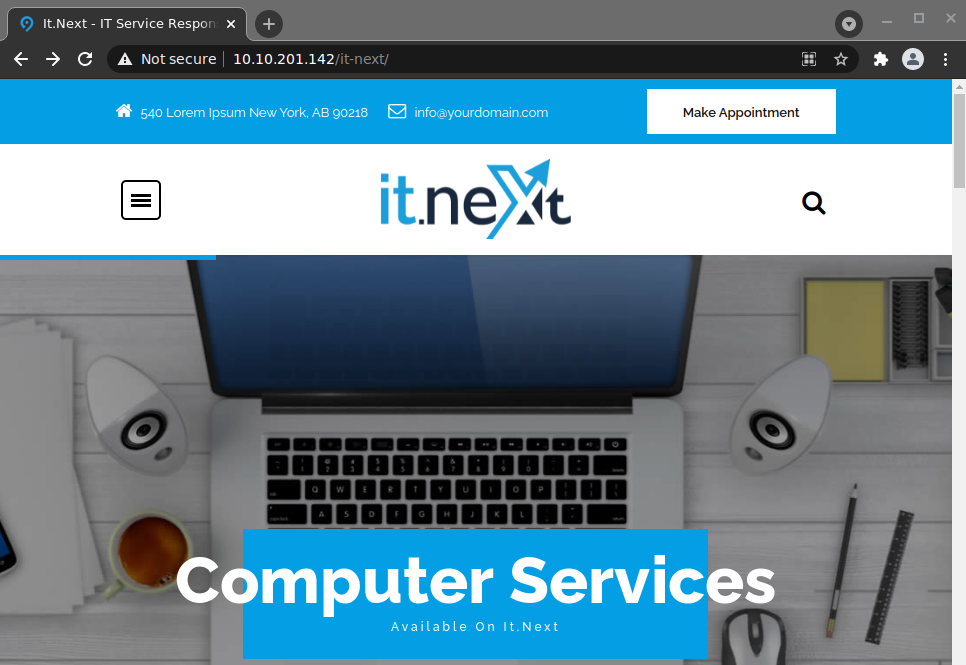 It.Next - IT Service Respon
Not secure 10.10.201.142/it-next/
540 Lorem Ipsum New York, AB 90218 info@yourdomain.com Make Appointment
it.next
Q W E R T Y U I O P
A S D F G H J K L
Computer Services
Available On It.Next